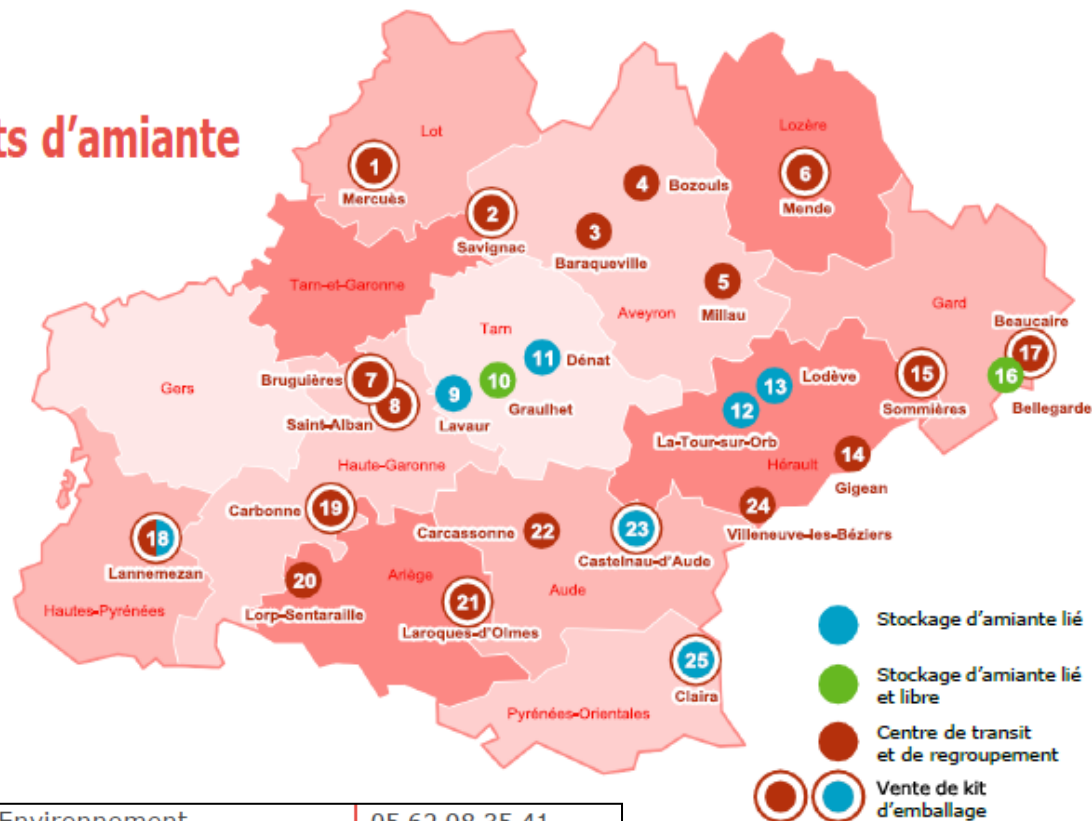 ts d'amiante
Lot
Lozère
1
Mercuès
2
Savignac
4
Bozouls
3
Baraqueville
6
Mende
5
Millau
Aveyron
Tarn-et-Garonne
Gard
Beaucaire
17
16
Bellegarde
15
Sommières
Tarn
11
Dénat
10
Graulhet
9
Lavaur
Gers
Bruguières
7
8
Saint-Alban
13
Lodève
12
La-Tour-sur-Orb
Hérault
14
Gigean
24
Villeneuve-les-Béziers
Haute-Garonne
Carbonne
19
Carcassonne
22
23
Castelnau-d'Aude
18
Lannemezan
Hautes-Pyrénées
20
Lorp-Sentaraille
Ariège
21
Laroques-d'Olmes
Aude
25
Claira
Pyrénées-Orientales
Stockage d'amiante lié
Stockage d'amiante lié
et libre
Centre de transit
et de regroupement
Vente de kit
d'emballage
Environnement
05 62 98 35 41